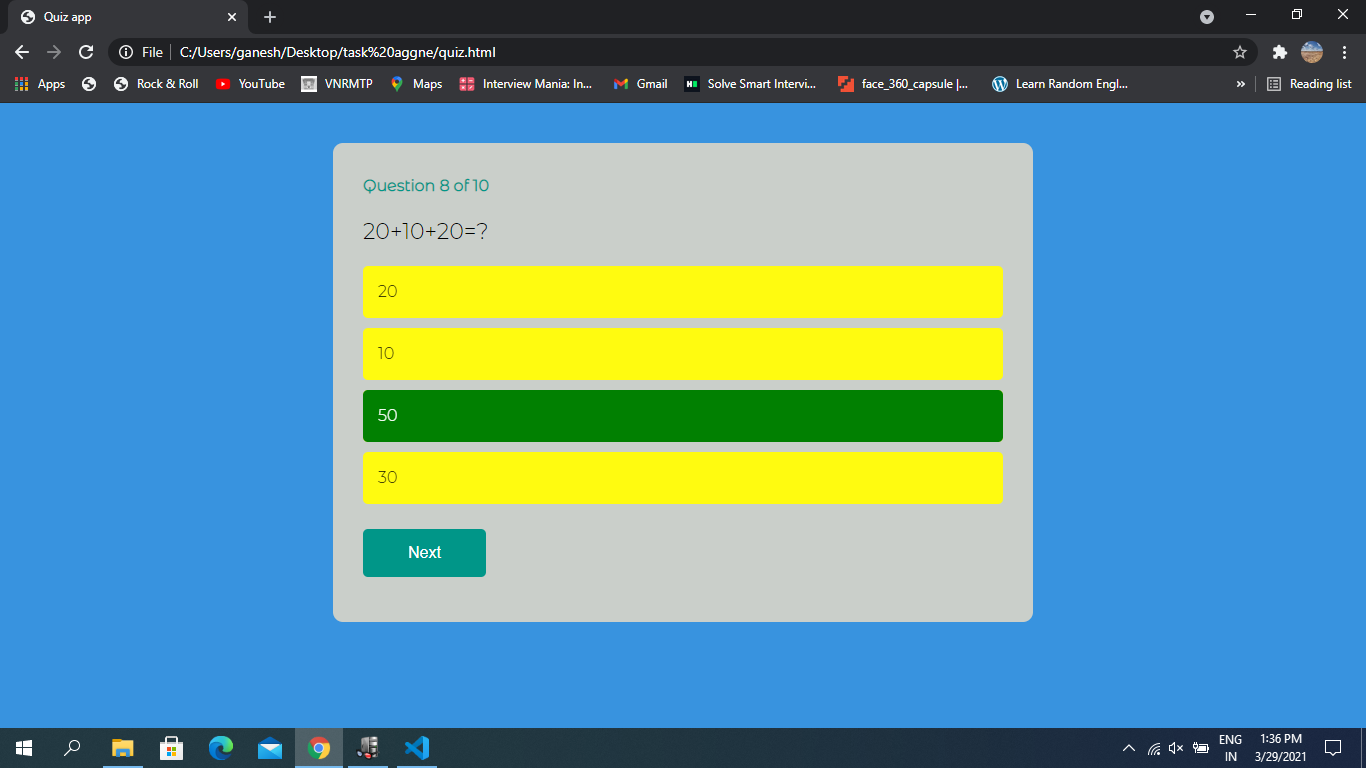 Quiz app
File
C:/Users/ganesh/Desktop/task%20aggne/quiz.html
Apps
Rock & Roll
YouTube
VNRMTP
Maps
Interview Mania: In...
Gmail
Solve Smart Intervi...
face_360_capsule |...
Learn Random Engl...
»
Reading list
Question 8 of 10
20+10+20=?
20
10
50
30
Next
ENG
IN
1:36 PM
3/29/2021